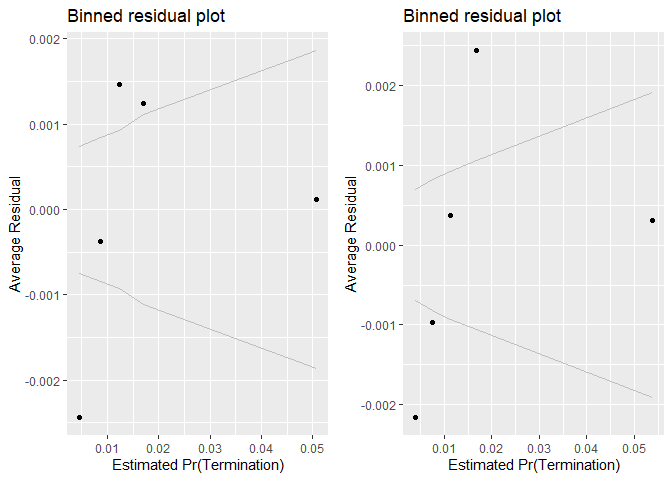 Binned residual plot
0.002
0.001
0.000
-0.001
-0.002
Average Residual
0.01 0.02 0.03 0.04 0.05
Estimated Pr(Termination)
Binned residual plot
0.002
0.001
0.000
-0.001
-0.002
Average Residual
0.01 0.02 0.03 0.04 0.05
Estimated Pr(Termination)